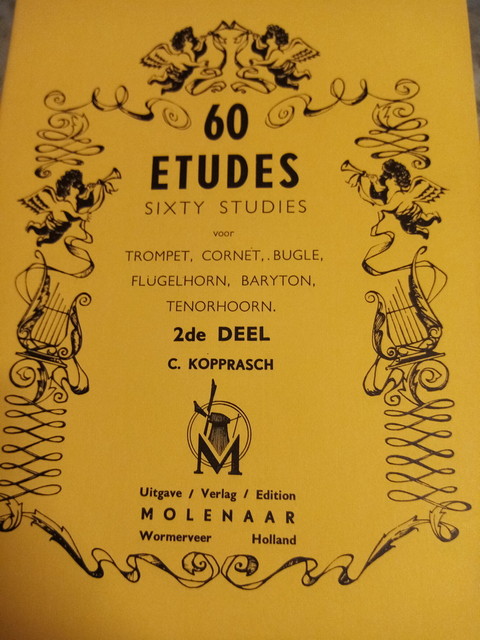 60
ETUDES
SIXTY STUDIES
voor
TROMPET, CORNET,. BUGLE,
FLUGELHORN, BARYTON,
TENORHOORN.
2de DEEL
C. KOPPRASCH
M
Uitgave / Verlag / Edition
MOLENAAR
Wormerveer Holland